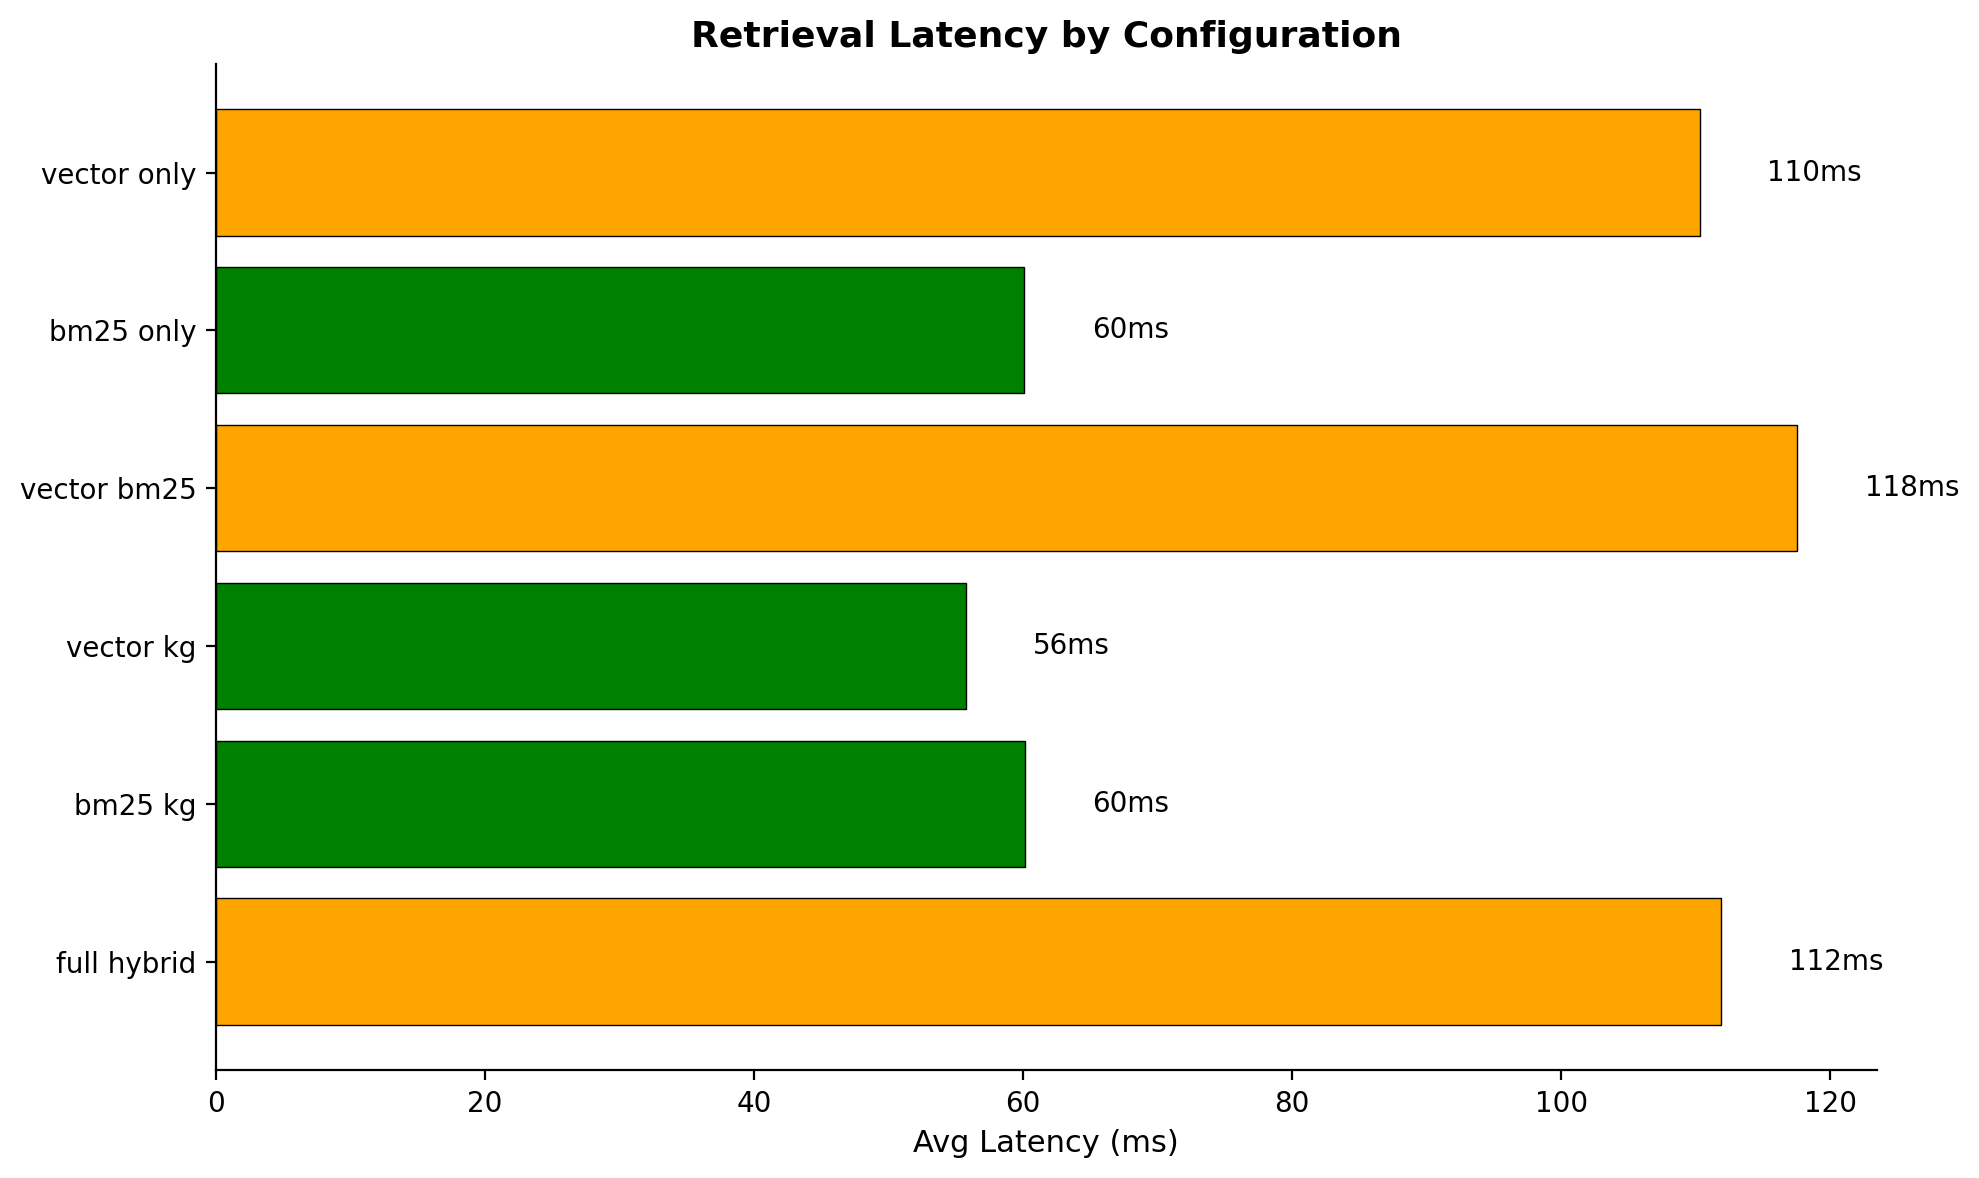 Retrieval Latency by Configuration
vector only
110ms
bm25 only
60ms
vector bm25
118ms
vector kg
56ms
bm25 kg
60ms
full hybrid
112ms
0 20 40 60 80 100 120
Avg Latency (ms)